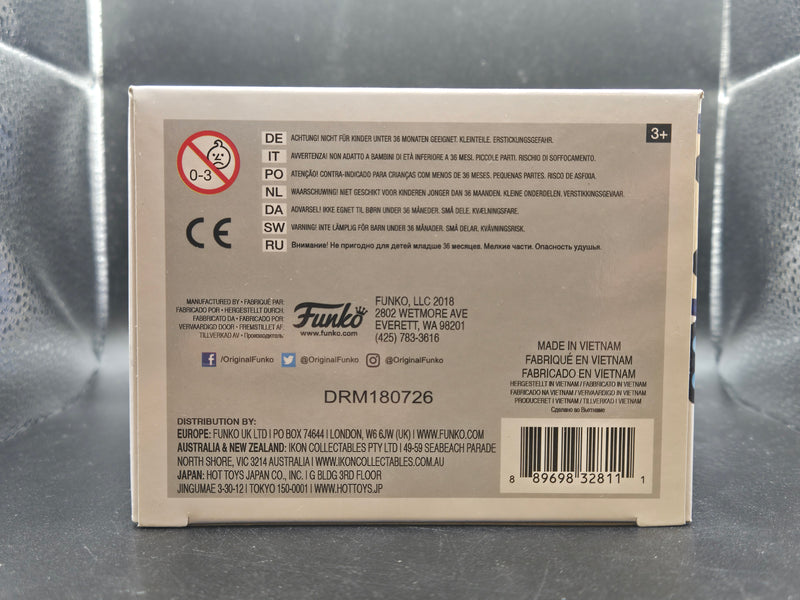 3+
0-3
DE ACHTUNG! NICHT FÜR KINDER UNTER 36 MONATEN GEEIGNET. KLEINTEILE. ERSTICKUNGSGEFAHR.
IT AVVERTENZA! NON ADATTO A BAMBINI DI ETÀ INFERIORE A 36 MESI. PICCOLE PARTI. RISCHIO DI SOFFOCAMENTO.
PO ATENÇÃO! CONTRA-INDICADO PARA CRIANÇAS COM MENOS DE 36 MESES. PEQUENAS PARTES. RISCO DE ASFIXIA.
NL WAARSCHUWING! NIET GESCHIKT VOOR KINDEREN JONGER DAN 36 MAANDEN. KLEINE ONDERDELEN. VERSTIKKINGSGEVAAR.
DA ADVARSEL! IKKE EGNET TIL BØRN UNDER 36 MÅNEDER. SMÅ DELE. KVÆLNINGSFARE.
SW VARNING! INTE LÄMPLIG FÖR BARN UNDER 36 MÅNADER. SMÅ DELAR. KVÄVNINGSRISK.
RU Внимание! Не пригодно для детей младше 36 месяцев. Мелкие части. Опасность удушья.
CE
MANUFACTURED BY • FABRIQUÉ PAR:
FABRICADO POR • HERGESTELLT DURCH:
FABBRICATO DA • FABRICADO POR:
VERVAARDIGD DOOR • FREMSTILLET AF:
TILLVERKAD AV • Производитель
Funko
www.funko.com
FUNKO, LLC 2018
2802 WETMORE AVE
EVERETT, WA 98201
(425) 783-3616
/OriginalFunko @OriginalFunko @OriginalFunko
DRM180726
MADE IN VIETNAM
FABRIQUÉ EN VIETNAM
FABRICADO EN VIETNAM
HERGESTELLT IN VIETNAM / FABBRICATO IN VIETNAM
FABRICADO NA VIETNAM / VERVAARDIGD IN VIETNAM
PRODUCERET I VIETNAM / TILLVERKAD I VIETNAM
Сделано во Вьетнаме
DISTRIBUTION BY:
EUROPE: FUNKO UK LTD | PO BOX 74644 | LONDON, W6 6JW (UK) | WWW.FUNKO.COM
AUSTRALIA & NEW ZEALAND: IKON COLLECTABLES PTY LTD | 49-59 SEABEACH PARADE
NORTH SHORE, VIC 3214 AUSTRALIA | WWW.IKONCOLLECTABLES.COM.AU
JAPAN: HOT TOYS JAPAN CO., INC. | G BLDG 3RD FLOOR
JINGUMAE 3-30-12 | TOKYO 150-0001 | WWW.HOTTOYS.JP
8 89698 32811 1